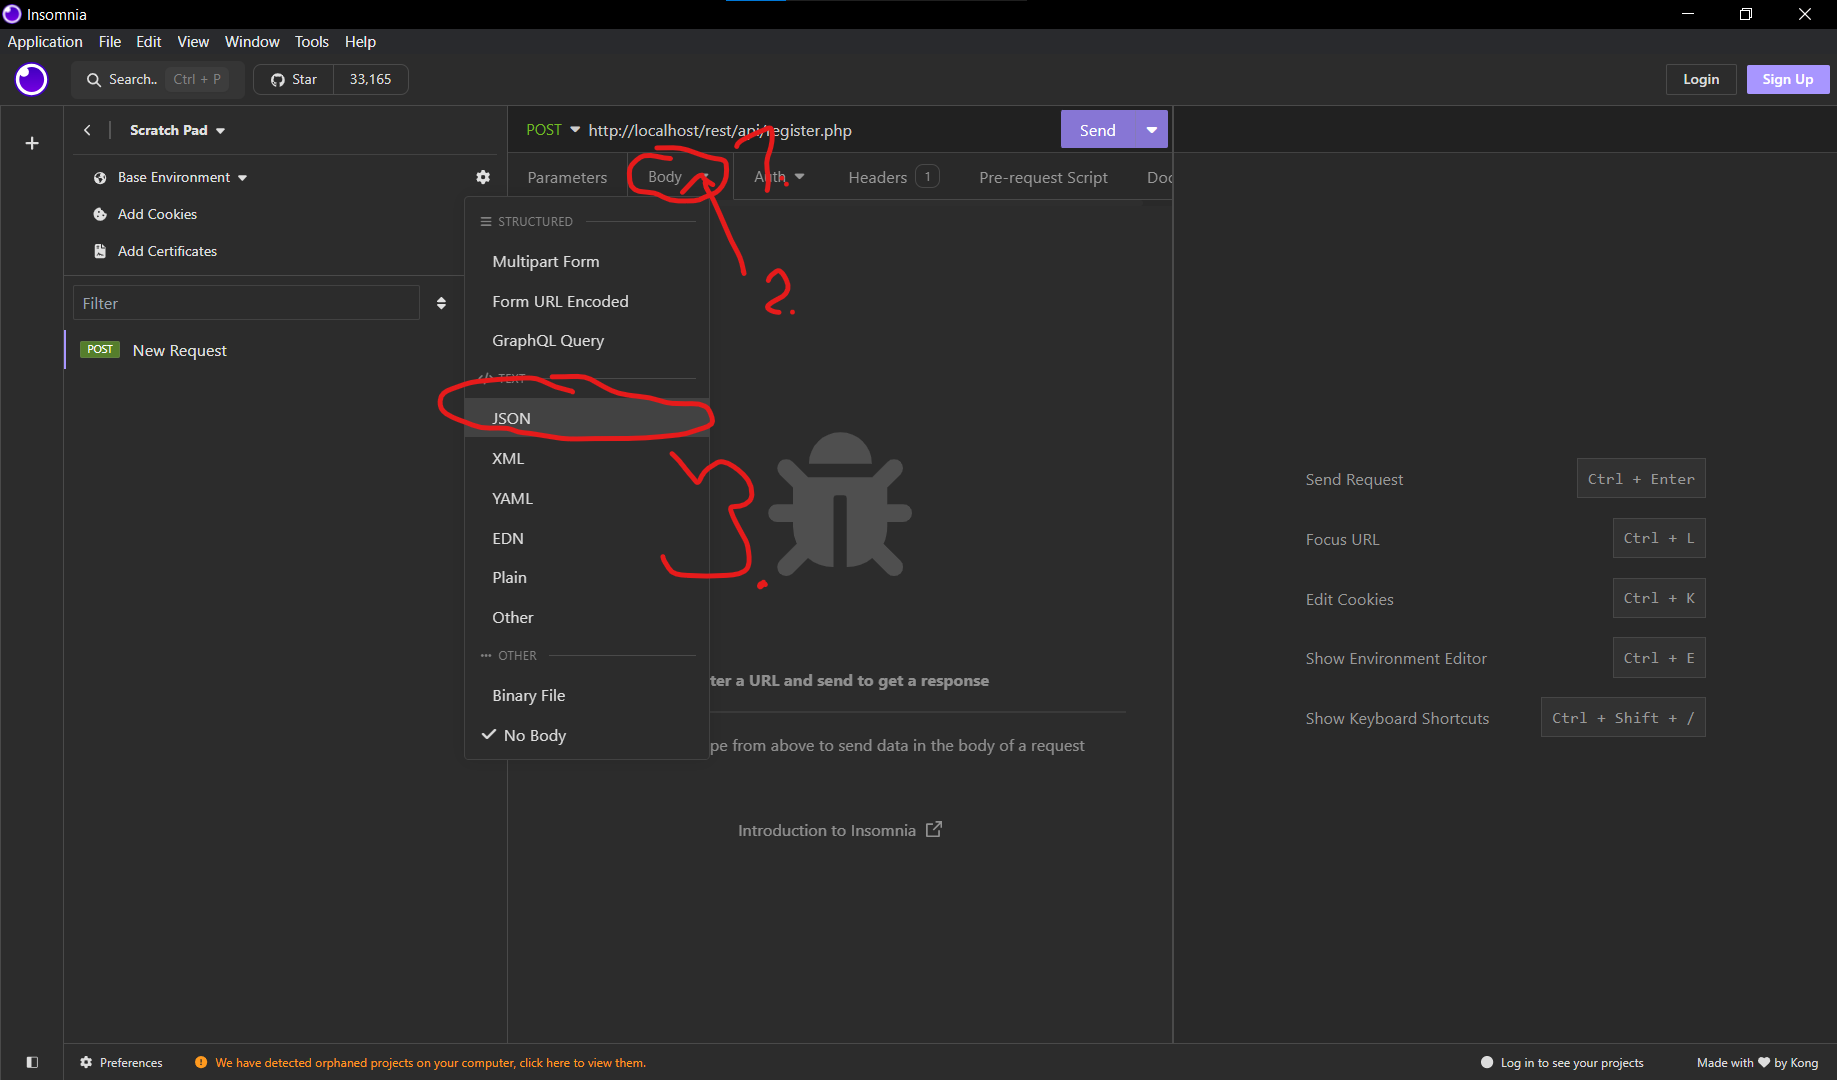 Insomnia
Application File Edit View Window Tools Help
Search.. Ctrl + P Star 33,165 Login Sign Up
Scratch Pad
Base Environment
Add Cookies
Add Certificates
Filter
POST New Request
POST http://localhost/rest/api/register.php Send
Parameters Body Auth Headers 1 Pre-request Script Doc
1.
2.
3.
STRUCTURED
Multipart Form
Form URL Encoded
GraphQL Query
TEXT
JSON
XML
YAML
EDN
Plain
Other
OTHER
Binary File
No Body
ter a URL and send to get a response
pe from above to send data in the body of a request
Introduction to Insomnia
Send Request Ctrl + Enter
Focus URL Ctrl + L
Edit Cookies Ctrl + K
Show Environment Editor Ctrl + E
Show Keyboard Shortcuts Ctrl + Shift + /
Preferences We have detected orphaned projects on your computer, click here to view them. Log in to see your projects Made with ♥ by Kong